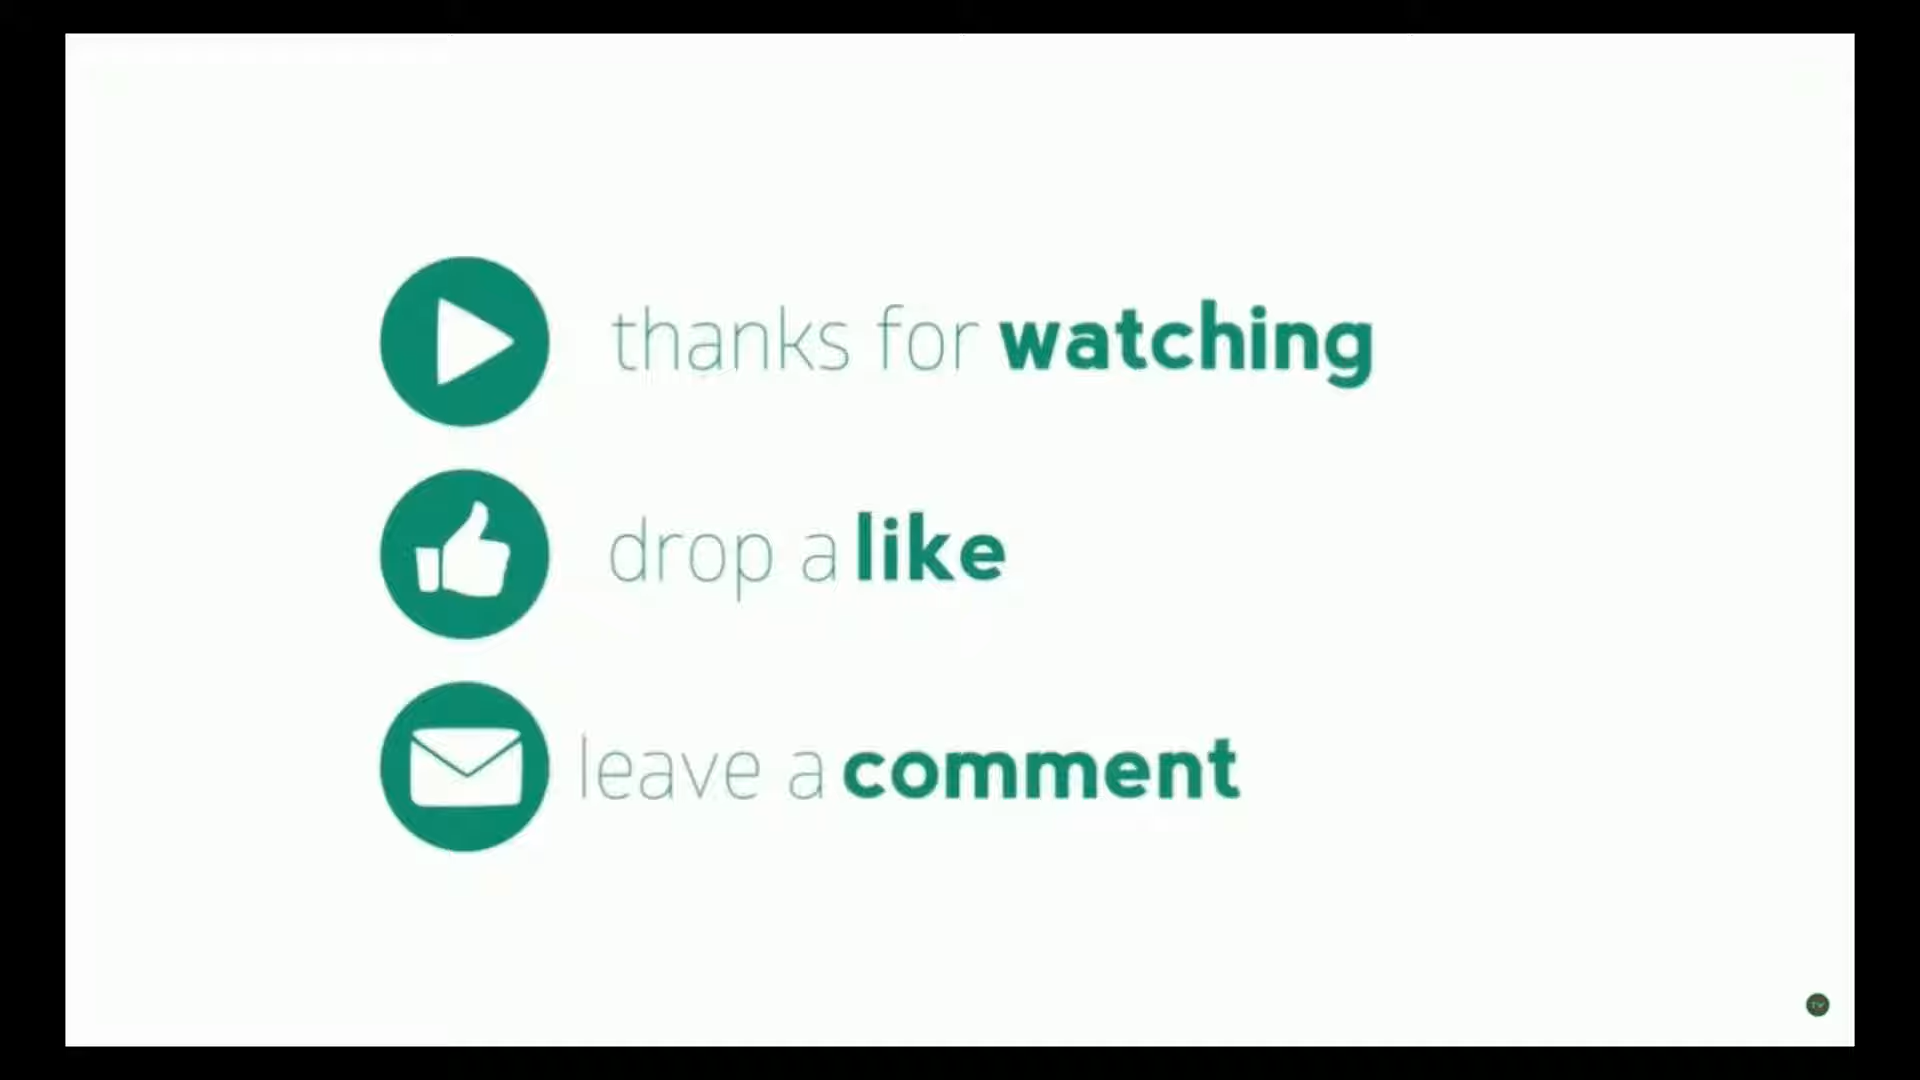 thanks for watching
drop a like
leave a comment